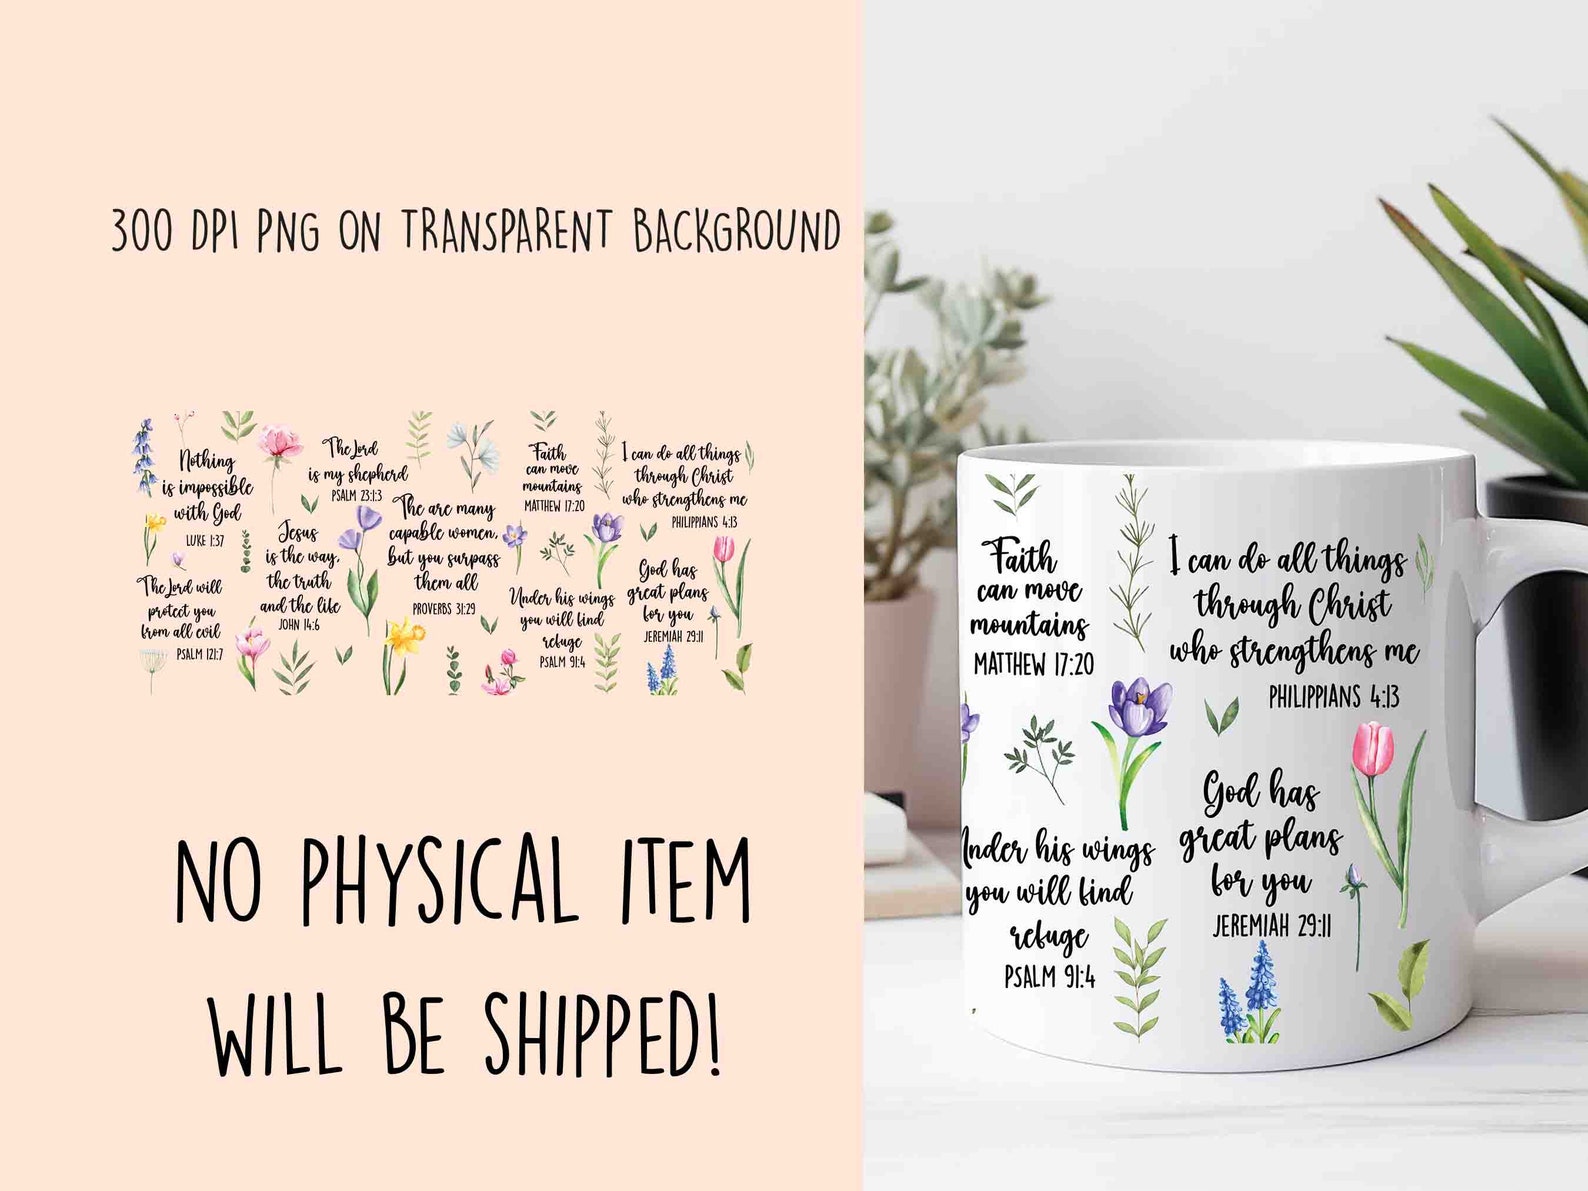 300 DPI PNG ON TRANSPARENT BACKGROUND
Nothing
is impossible
with God
LUKE 1:37
The Lord
is my shepherd
PSALM 23:1:3
Jesus
is the way,
the truth
and the life
JOHN 14:6
The Lord will
protect you
from all evil
PSALM 121:7
The are many
capable women,
but you surpass
them all
PROVERBS 31:29
Faith
can move
mountains
MATTHEW 17:20
I can do all things
through Christ
who strengthens me
PHILIPPIANS 4:13
Under his wings
you will find
refuge
PSALM 91:4
God has
great plans
for you
JEREMIAH 29:11
NO PHYSICAL ITEM
WILL BE SHIPPED!
Faith
can move
mountains
MATTHEW 17:20
I can do all things
through Christ
who strengthens me
PHILIPPIANS 4:13
Under his wings
you will find
refuge
PSALM 91:4
God has
great plans
for you
JEREMIAH 29:11